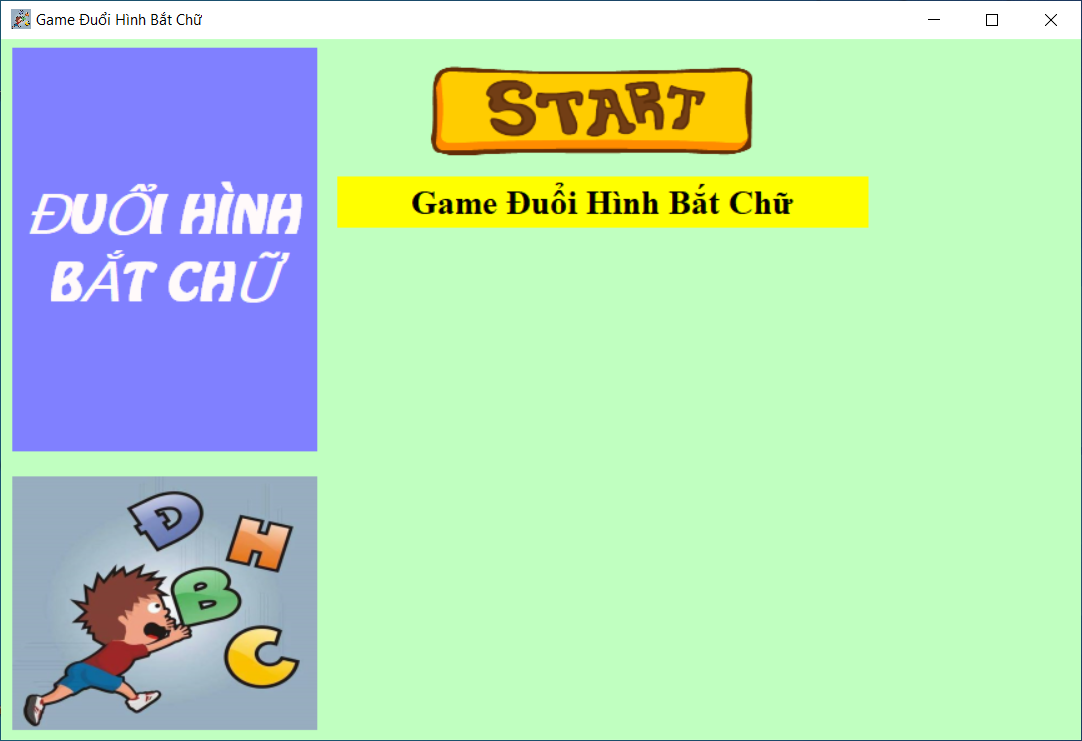 Game Đuổi Hình Bắt Chữ
START
Game Đuổi Hình Bắt Chữ
ĐUỔI HÌNH
BẮT CHỮ
Đ
H
B
C